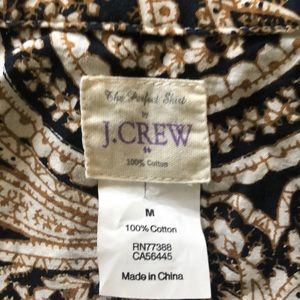 The Perfect Shirt
by
J.CREW
100% Cotton
M
100% Cotton
RN77388
CA56445
Made in China